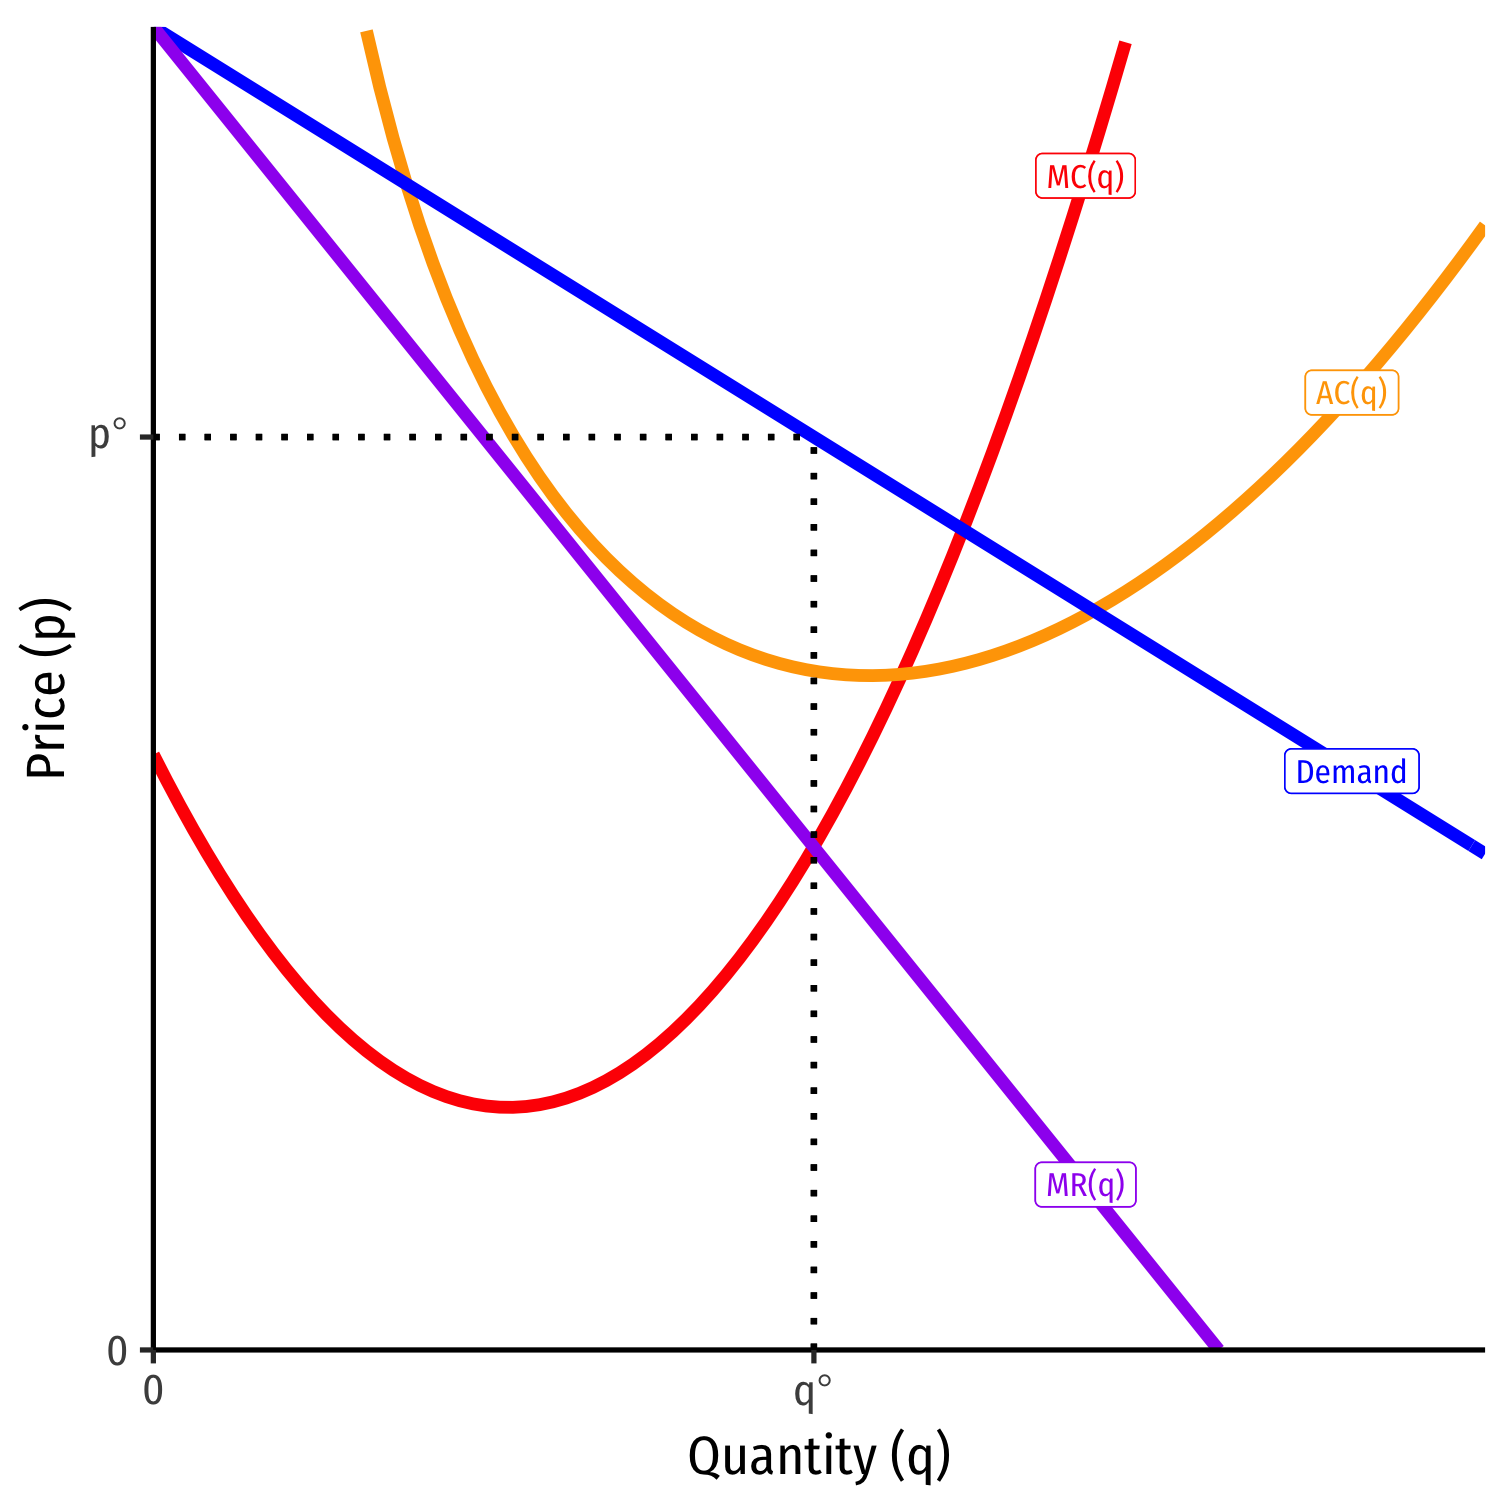 MC(q)
AC(q)
p°
Price (p)
Demand
MR(q)
0
0
q°
Quantity (q)